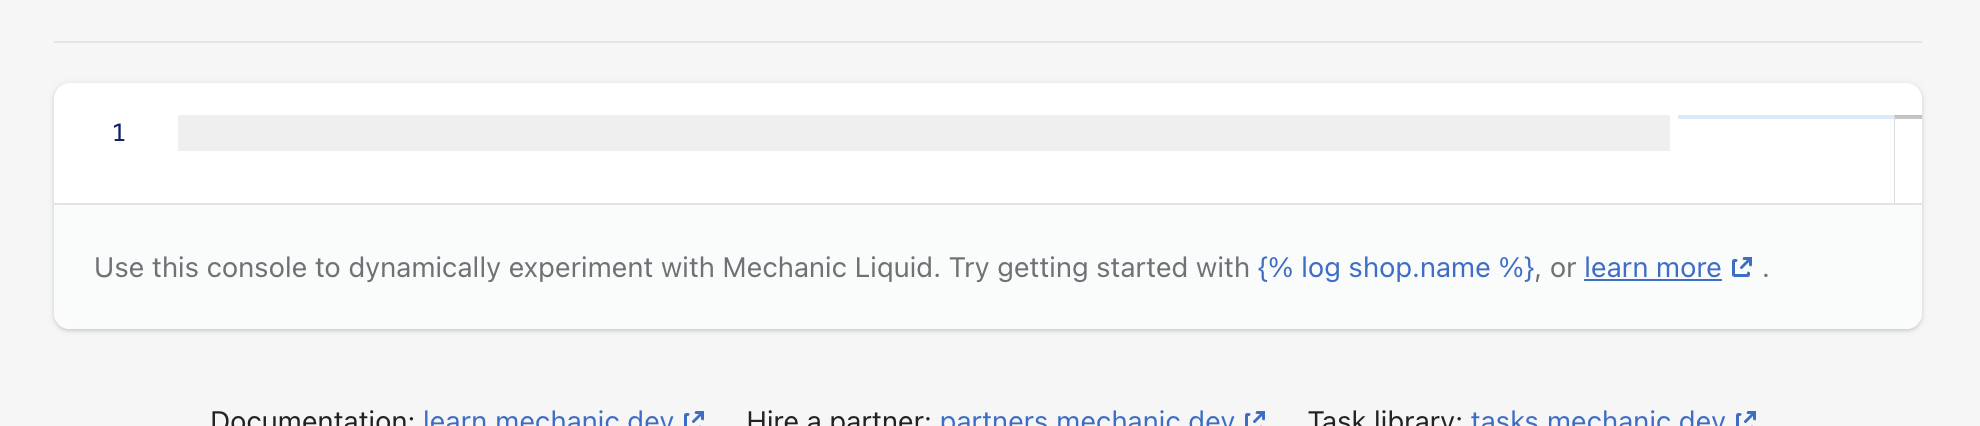 1
Use this console to dynamically experiment with Mechanic Liquid. Try getting started with {% log shop.name %}, or learn more .
Documentation: learn.mechanic.dev Hire a partner: partners.mechanic.dev Task library: tasks.mechanic.dev